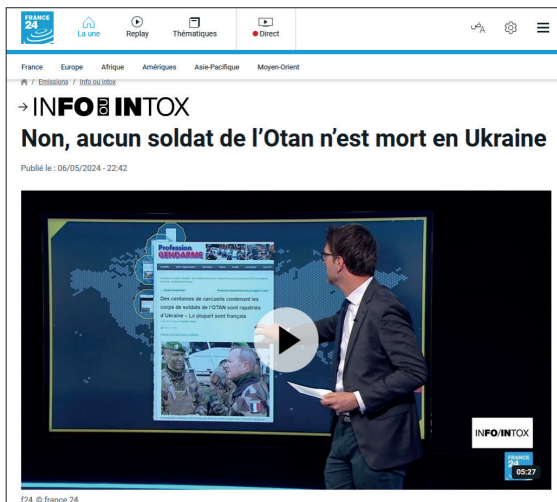 FRANCE
24
La une
Replay
Thématiques
Direct
France Europe Afrique Amériques Asie-Pacifique Moyen-Orient
/ Émissions / Info ou intox
→ INFO OU INTOX
Non, aucun soldat de l’Otan n’est mort en Ukraine
Publié le : 06/05/2024 - 22:42
Profession
GENDARME
Des centaines de cercueils contenant les
corps de soldats de l’OTAN sont rapatriés
d’Ukraine – La plupart sont français
INFO/INTOX
FRANCE
24
05:27
f24 © france 24